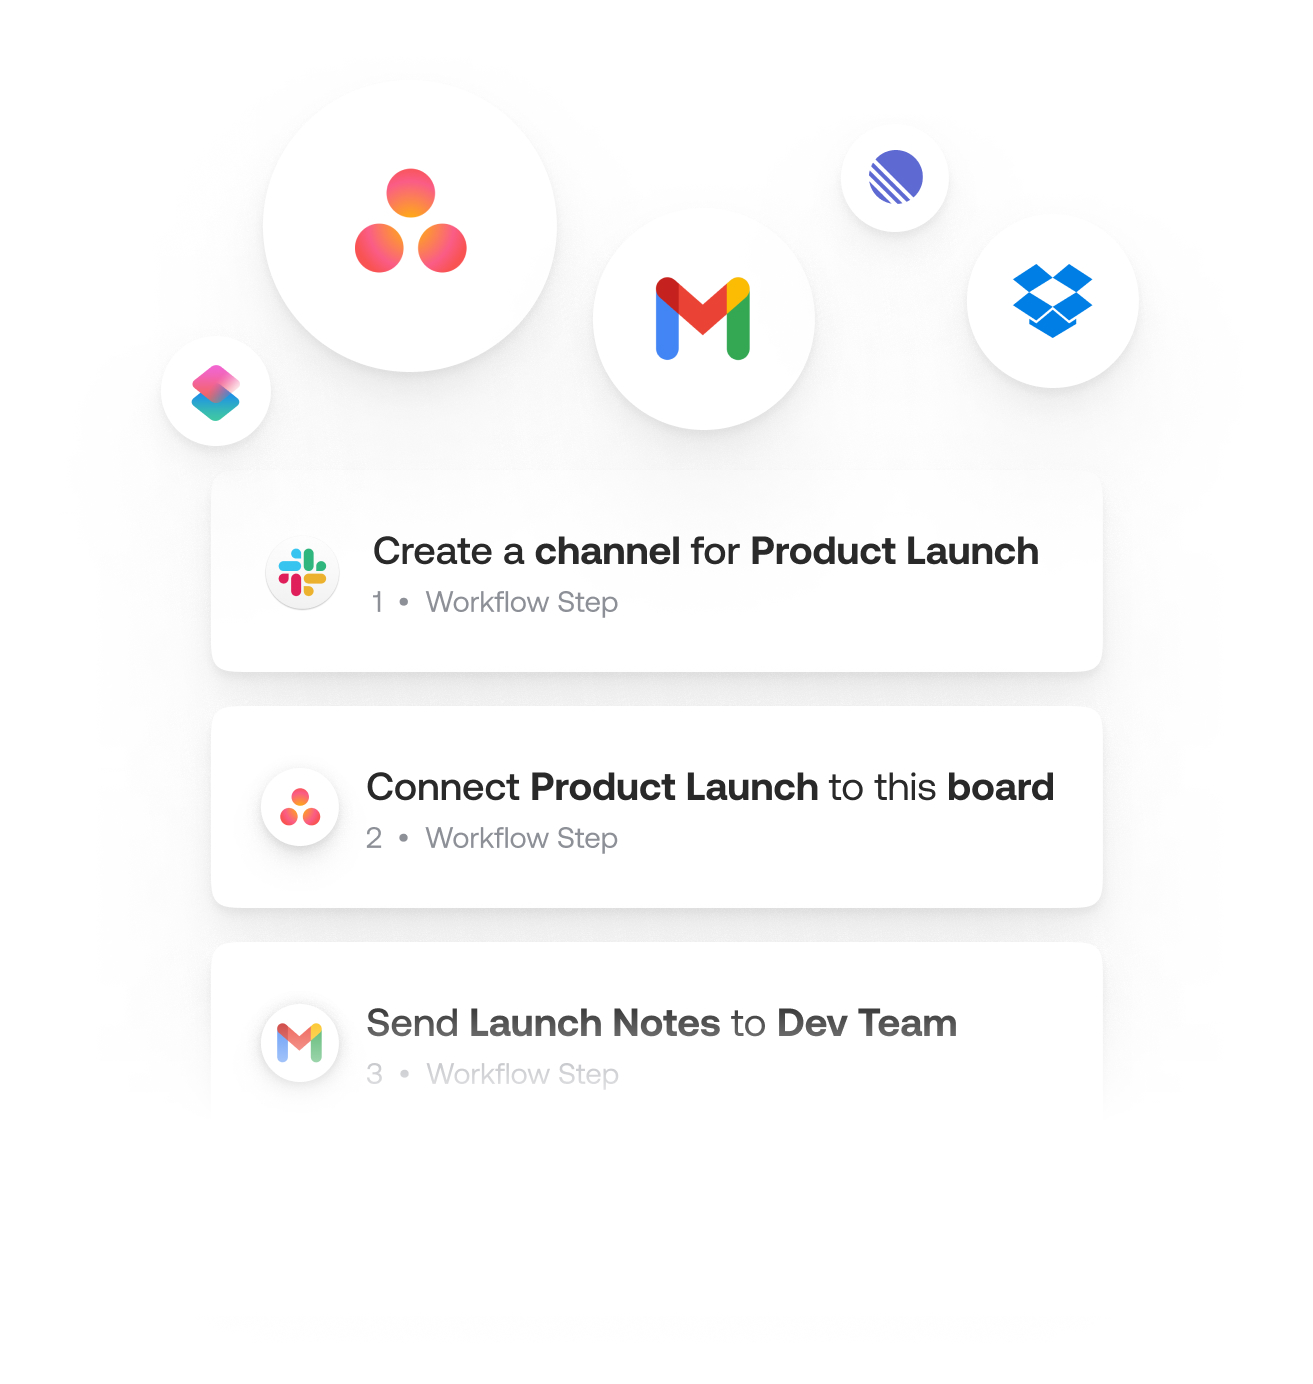 Create a channel for Product Launch
1 • Workflow Step
Connect Product Launch to this board
2 • Workflow Step
Send Launch Notes to Dev Team
3 • Workflow Step